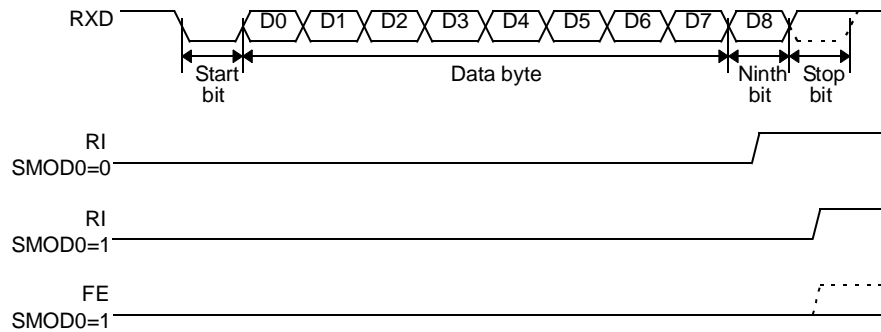 RXD D0 D1 D2 D3 D4 D5 D6 D7 D8
Start bit
Data byte
Ninth bit
Stop bit
RI
SMOD0=0
RI
SMOD0=1
FE
SMOD0=1